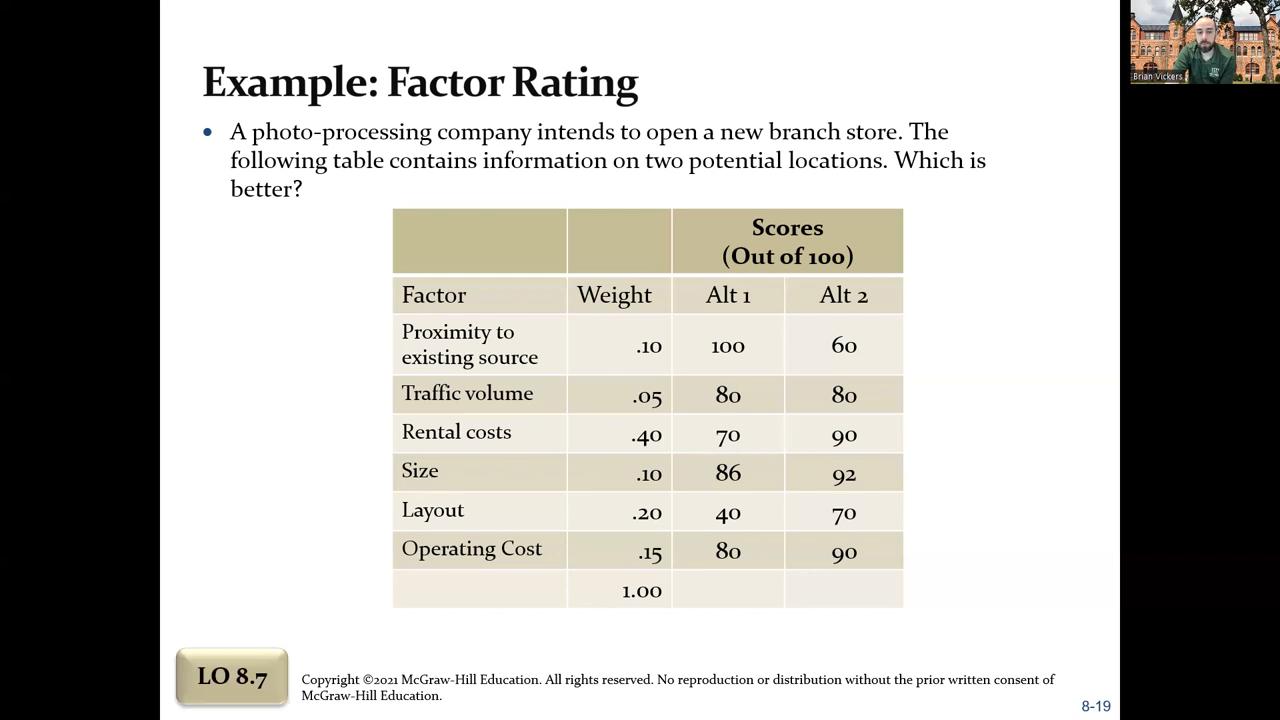 Example: Factor Rating
Brian Vickers
• A photo-processing company intends to open a new branch store. The
following table contains information on two potential locations. Which is
better?
Scores
(Out of 100)
Factor Weight Alt 1 Alt 2
Proximity to
existing source .10 100 60
Traffic volume .05 80 80
Rental costs .40 70 90
Size .10 86 92
Layout .20 40 70
Operating Cost .15 80 90
1.00
LO 8.7
Copyright ©2021 McGraw-Hill Education. All rights reserved. No reproduction or distribution without the prior written consent of
McGraw-Hill Education.
8-19